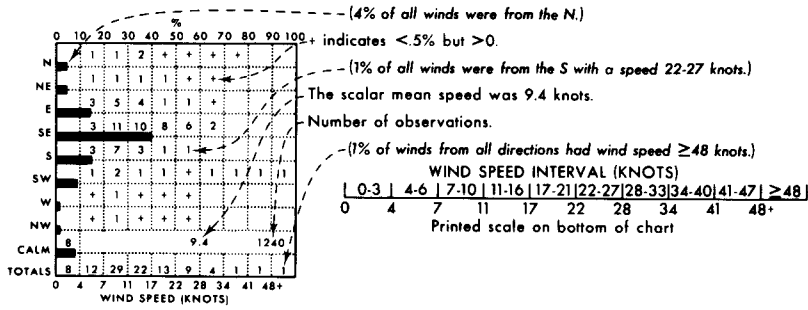 %
0 10 20 30 40 50 60 70 80 90 100
1 1 2 + + + +
N
1 1 1 1 + +
NE
3 5 4 1 1 +
E
3 11 10 8 6 2
SE
3 7 3 1 1
S
1 2 1 1 + 1 1 1 1
SW
+ 1 + + +
W
+ 1 + + +
NW
8 9.4 1240
CALM
TOTALS 8 12 29 22 13 9 4 1 1 1
0 4 7 11 17 22 28 34 41 48+
WIND SPEED (KNOTS)
(4% of all winds were from the N.)
+ indicates <.5% but >0.
(1% of all winds were from the S with a speed 22-27 knots.)
The scalar mean speed was 9.4 knots.
Number of observations.
(1% of winds from all directions had wind speed ≥48 knots.)
WIND SPEED INTERVAL (KNOTS)
| 0-3 | 4-6 | 7-10 | 11-16 | 17-21 | 22-27 | 28-33 | 34-40 | 41-47 | ≥48 |
0 4 7 11 17 22 28 34 41 48+
Printed scale on bottom of chart